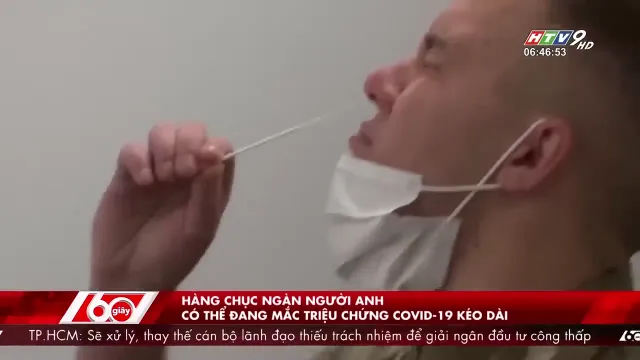 HTV9 HD
06:46:53
60 giây
HÀNG CHỤC NGÀN NGƯỜI ANH
CÓ THỂ ĐANG MẮC TRIỆU CHỨNG COVID-19 KÉO DÀI
TP.HCM: Sẽ xử lý, thay thế cán bộ lãnh đạo thiếu trách nhiệm để giải ngân đầu tư công thấp